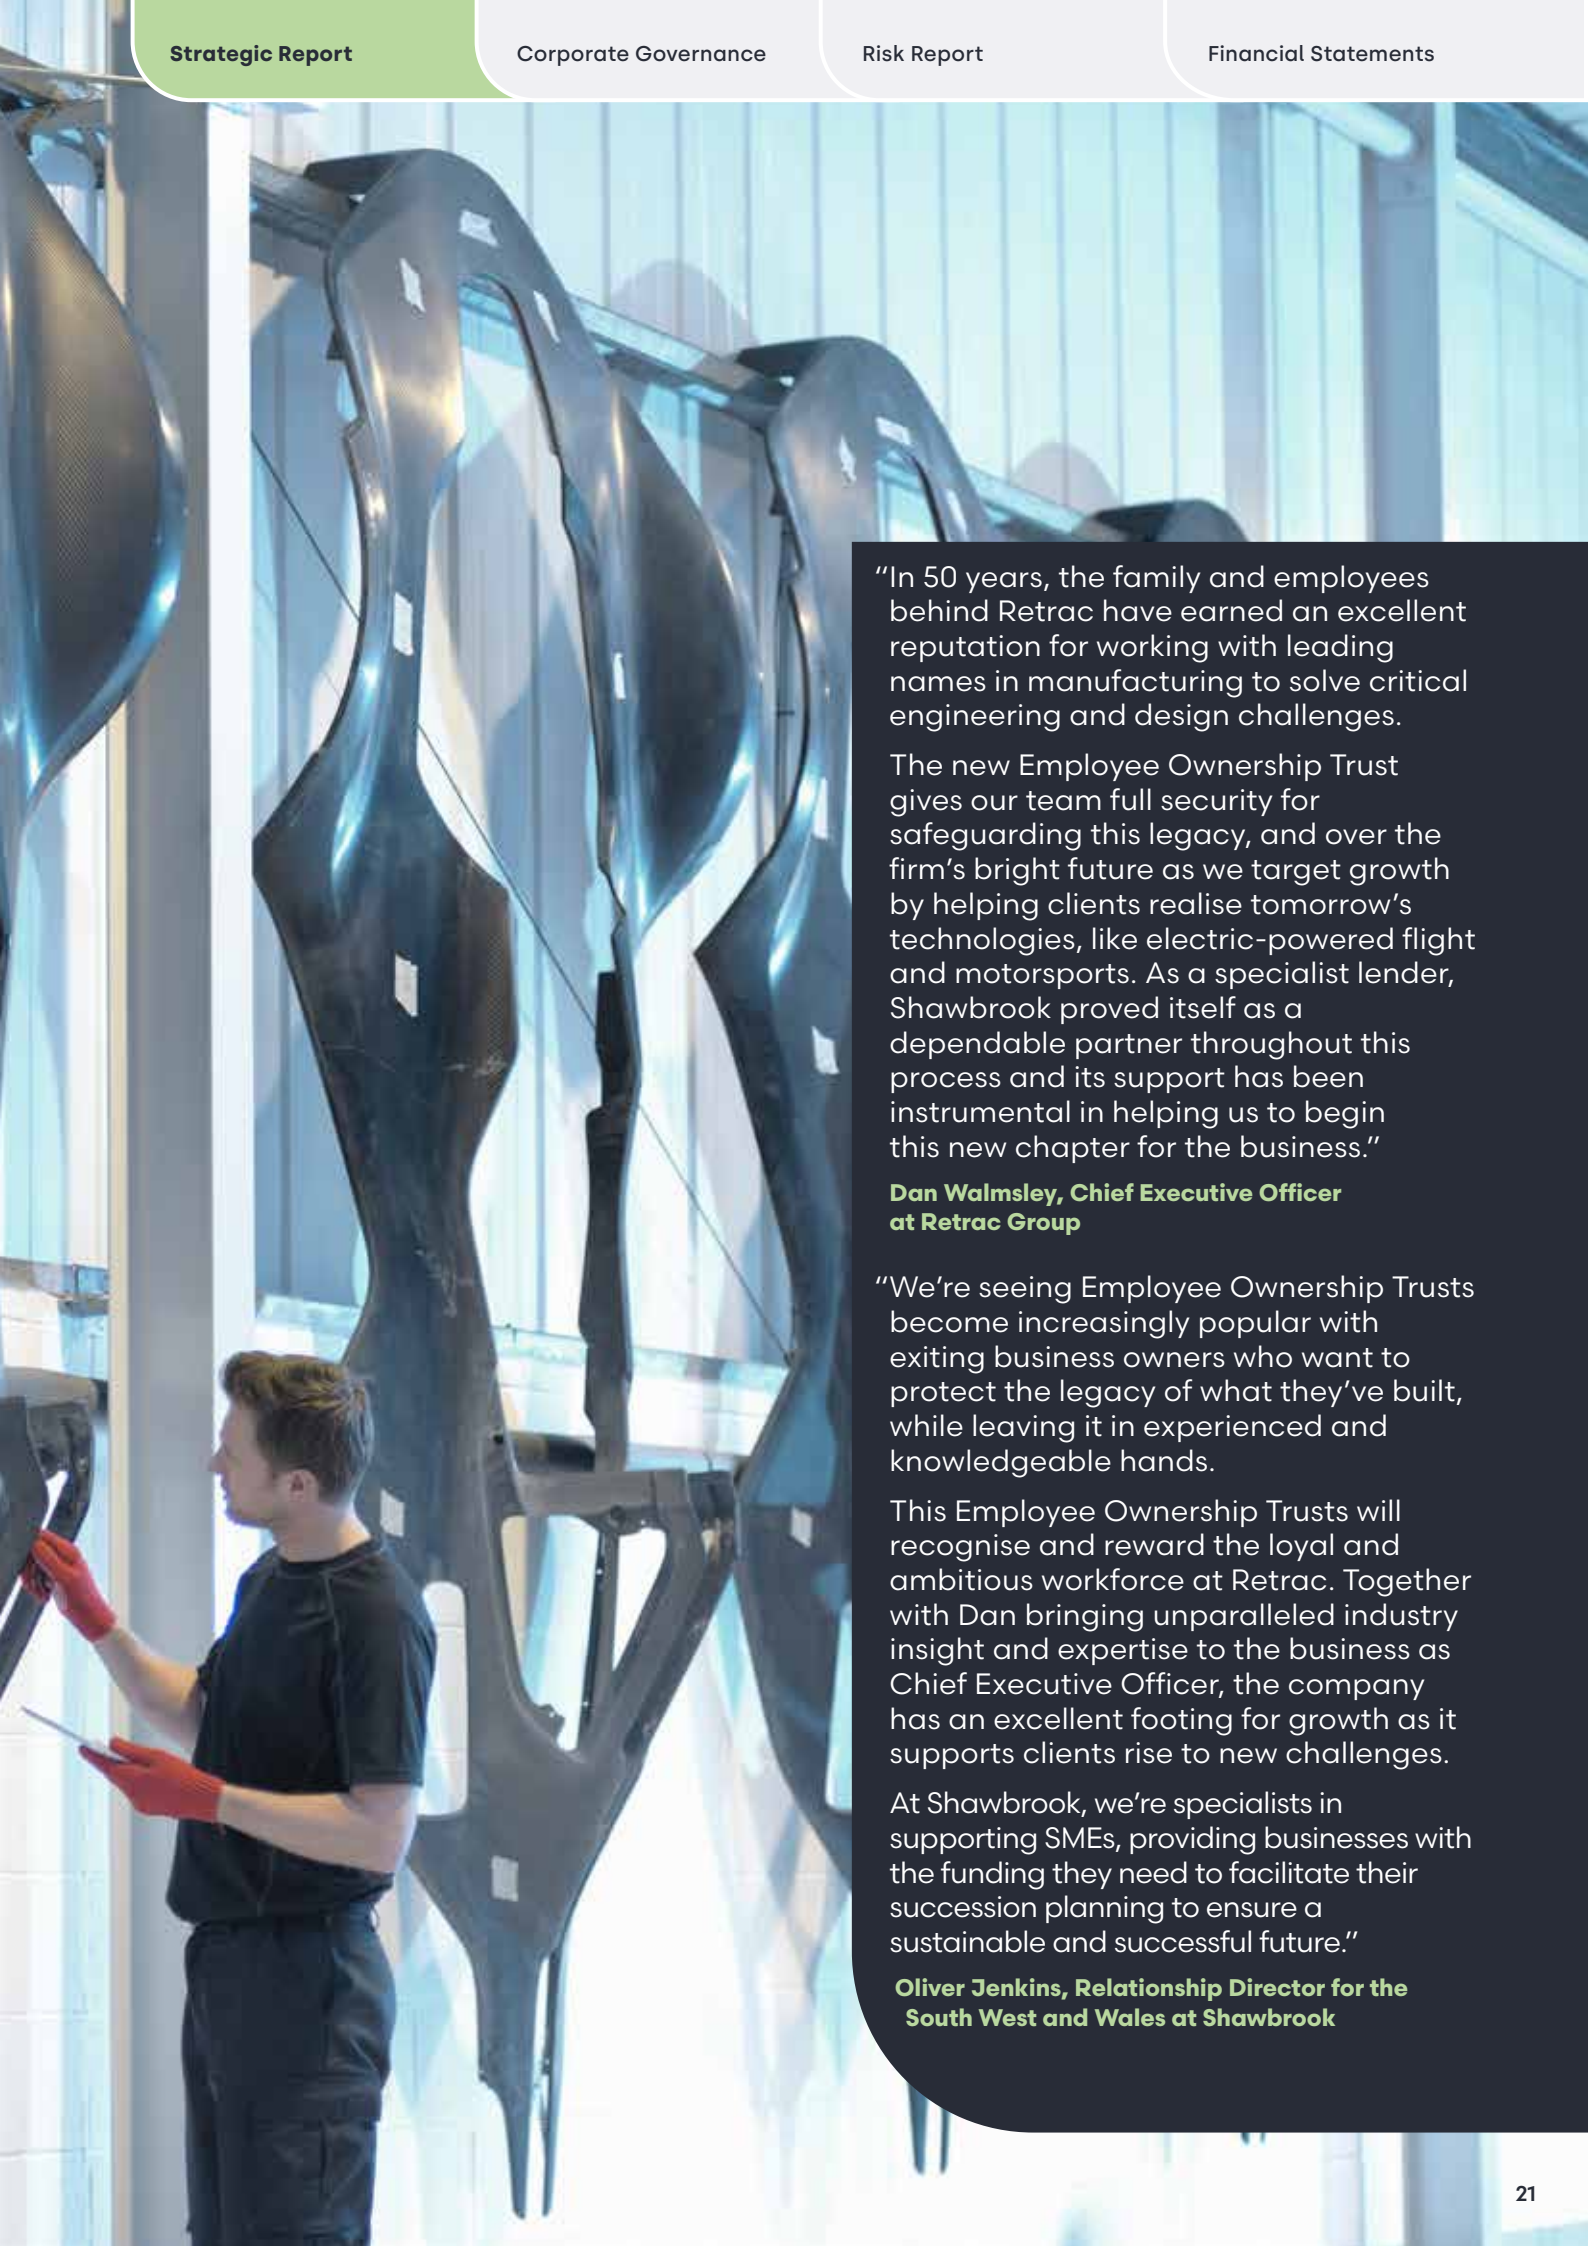 Strategic Report
Corporate Governance
Risk Report
Financial Statements
“In 50 years, the family and employees
behind Retrac have earned an excellent
reputation for working with leading
names in manufacturing to solve critical
engineering and design challenges.
The new Employee Ownership Trust
gives our team full security for
safeguarding this legacy, and over the
firm’s bright future as we target growth
by helping clients realise tomorrow’s
technologies, like electric-powered flight
and motorsports. As a specialist lender,
Shawbrook proved itself as a
dependable partner throughout this
process and its support has been
instrumental in helping us to begin
this new chapter for the business.”
Dan Walmsley, Chief Executive Officer
at Retrac Group
“We’re seeing Employee Ownership Trusts
become increasingly popular with
exiting business owners who want to
protect the legacy of what they’ve built,
while leaving it in experienced and
knowledgeable hands.
This Employee Ownership Trusts will
recognise and reward the loyal and
ambitious workforce at Retrac. Together
with Dan bringing unparalleled industry
insight and expertise to the business as
Chief Executive Officer, the company
has an excellent footing for growth as it
supports clients rise to new challenges.
At Shawbrook, we’re specialists in
supporting SMEs, providing businesses with
the funding they need to facilitate their
succession planning to ensure a
sustainable and successful future.”
Oliver Jenkins, Relationship Director for the
South West and Wales at Shawbrook
21